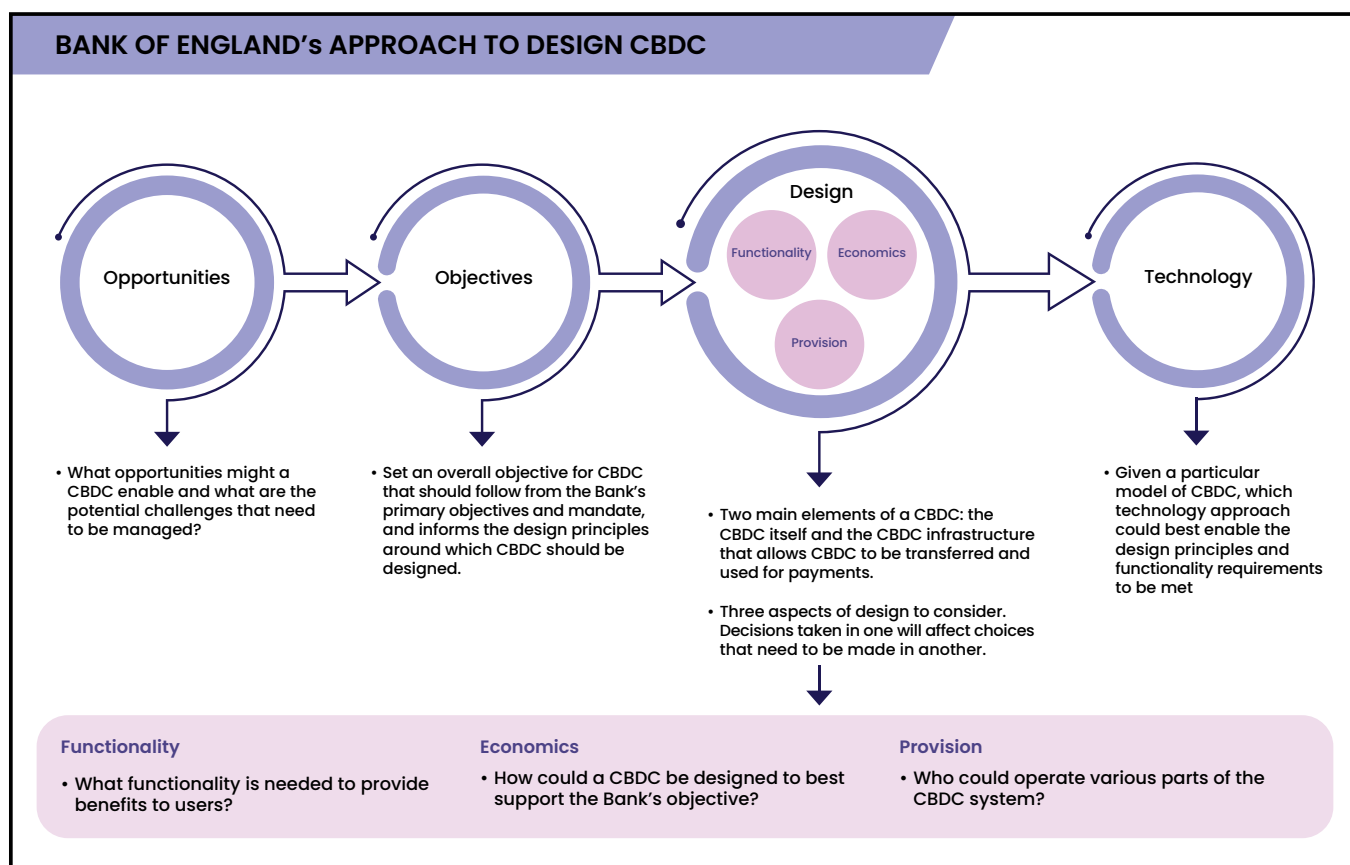 BANK OF ENGLAND's APPROACH TO DESIGN CBDC
Opportunities
Objectives
Design
Functionality
Economics
Provision
Technology
• What opportunities might a
CBDC enable and what are the
potential challenges that need
to be managed?
• Set an overall objective for CBDC
that should follow from the Bank's
primary objectives and mandate,
and informs the design principles
around which CBDC should be
designed.
• Two main elements of a CBDC: the
CBDC itself and the CBDC infrastructure
that allows CBDC to be transferred and
used for payments.
• Three aspects of design to consider.
Decisions taken in one will affect choices
that need to be made in another.
• Given a particular
model of CBDC, which
technology approach
could best enable the
design principles and
functionality requirements
to be met
Functionality
• What functionality is needed to provide
benefits to users?
Economics
• How could a CBDC be designed to best
support the Bank's objective?
Provision
• Who could operate various parts of the
CBDC system?